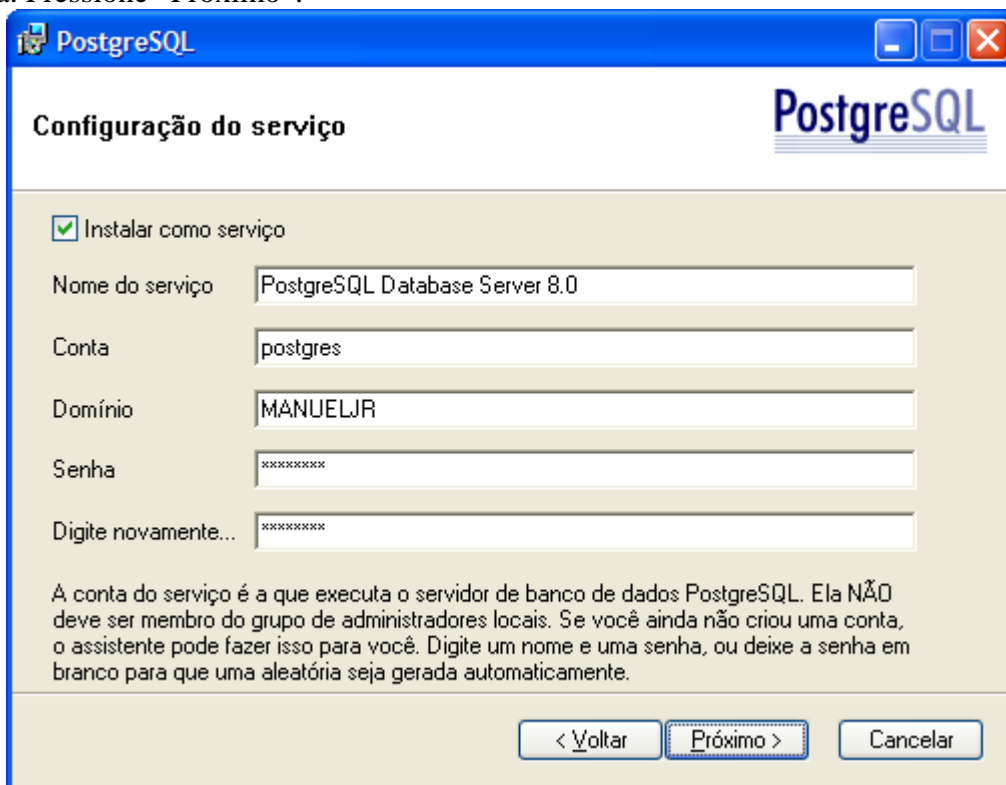 a. Pressione "Próximo".
PostgreSQL
PostgreSQL
Configuração do serviço
Instalar como serviço
Nome do serviço PostgreSQL Database Server 8.0
Conta postgres
Domínio MANUELJR
Senha ********
Digite novamente... ********
A conta do serviço é a que executa o servidor de banco de dados PostgreSQL. Ela NÃO
deve ser membro do grupo de administradores locais. Se você ainda não criou uma conta,
o assistente pode fazer isso para você. Digite um nome e uma senha, ou deixe a senha em
branco para que uma aleatória seja gerada automaticamente.
< Voltar Próximo > Cancelar